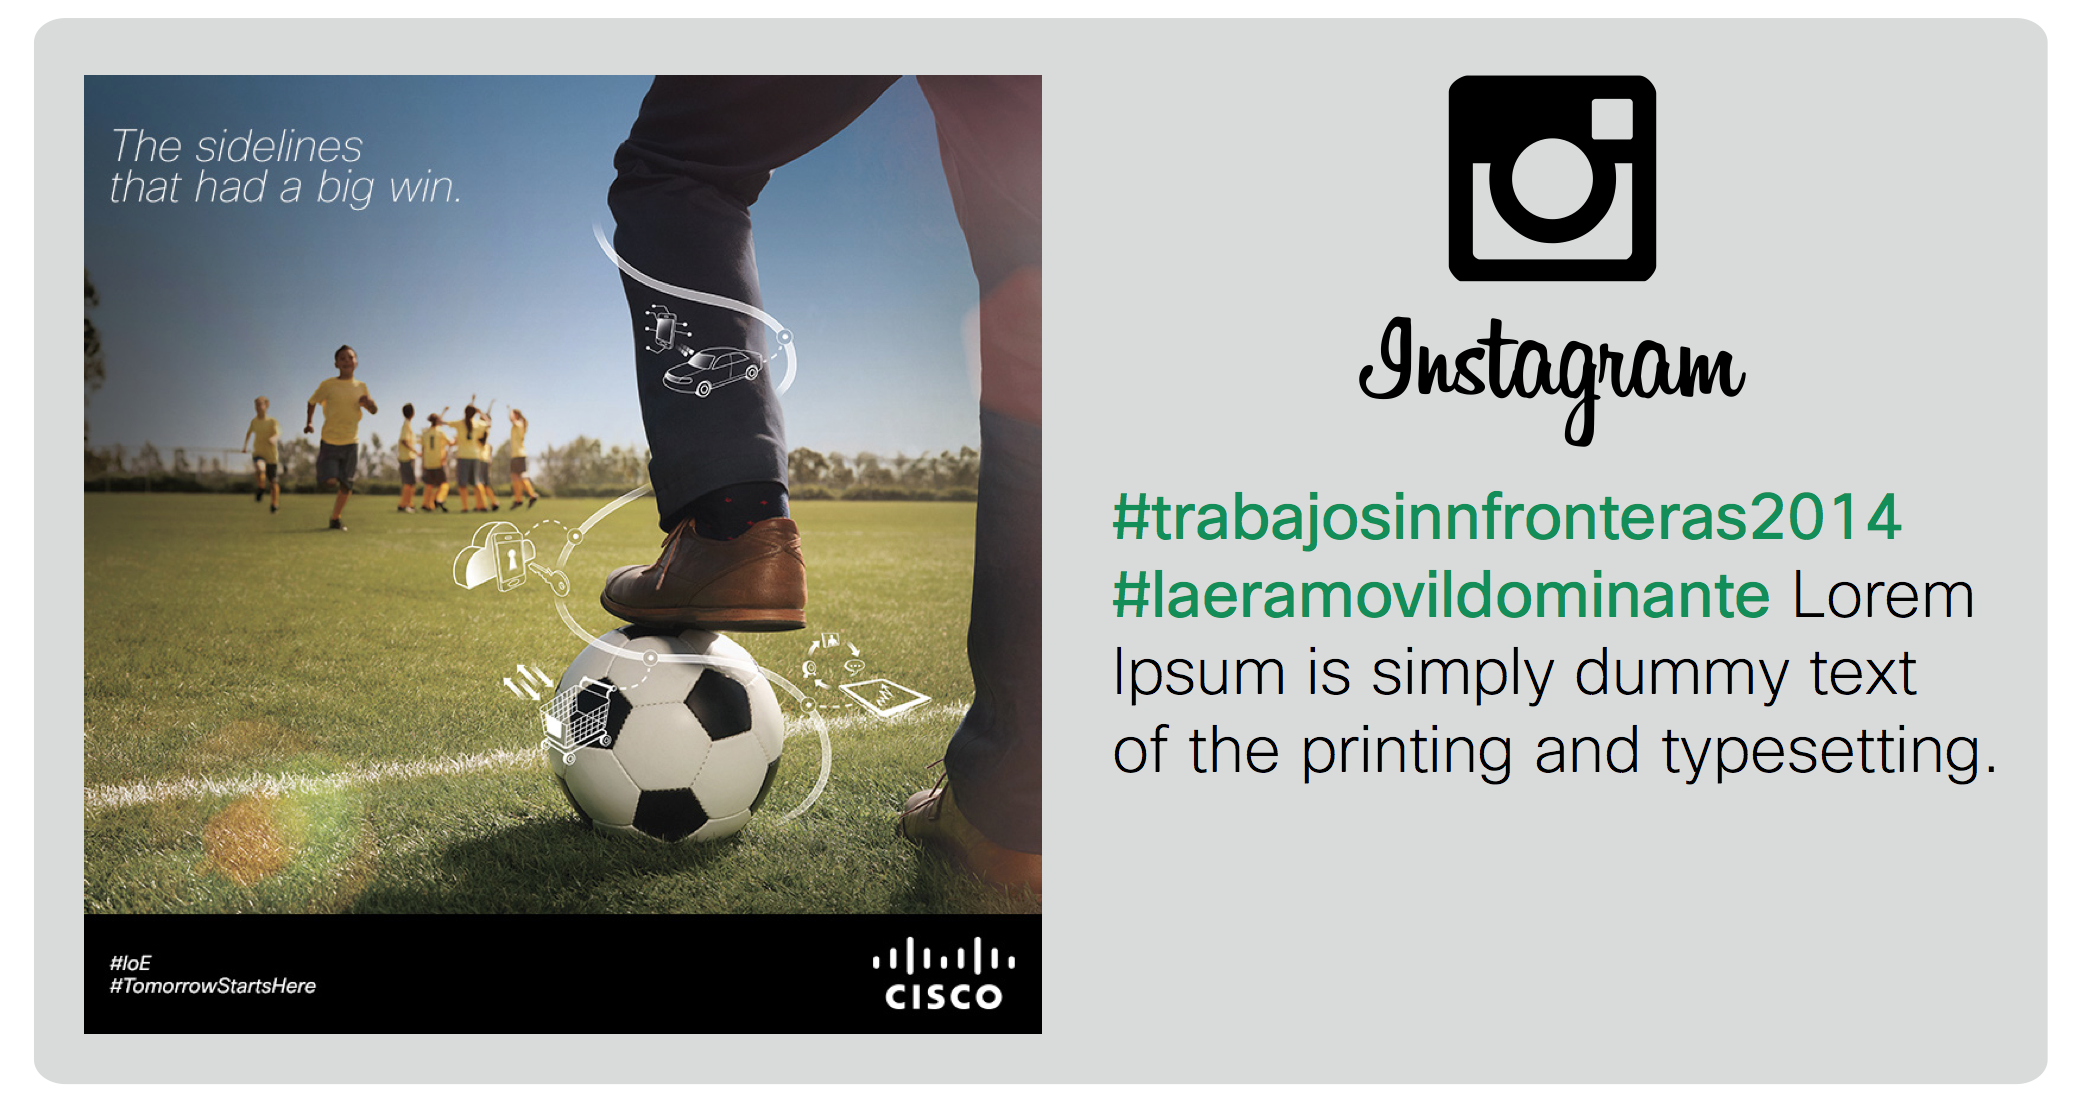 The sidelines
that had a big win.
#IoE
#TomorrowStartsHere
CISCO
Instagram
#trabajosinnfronteras2014
#laeramovildominante Lorem
Ipsum is simply dummy text
of the printing and typesetting.